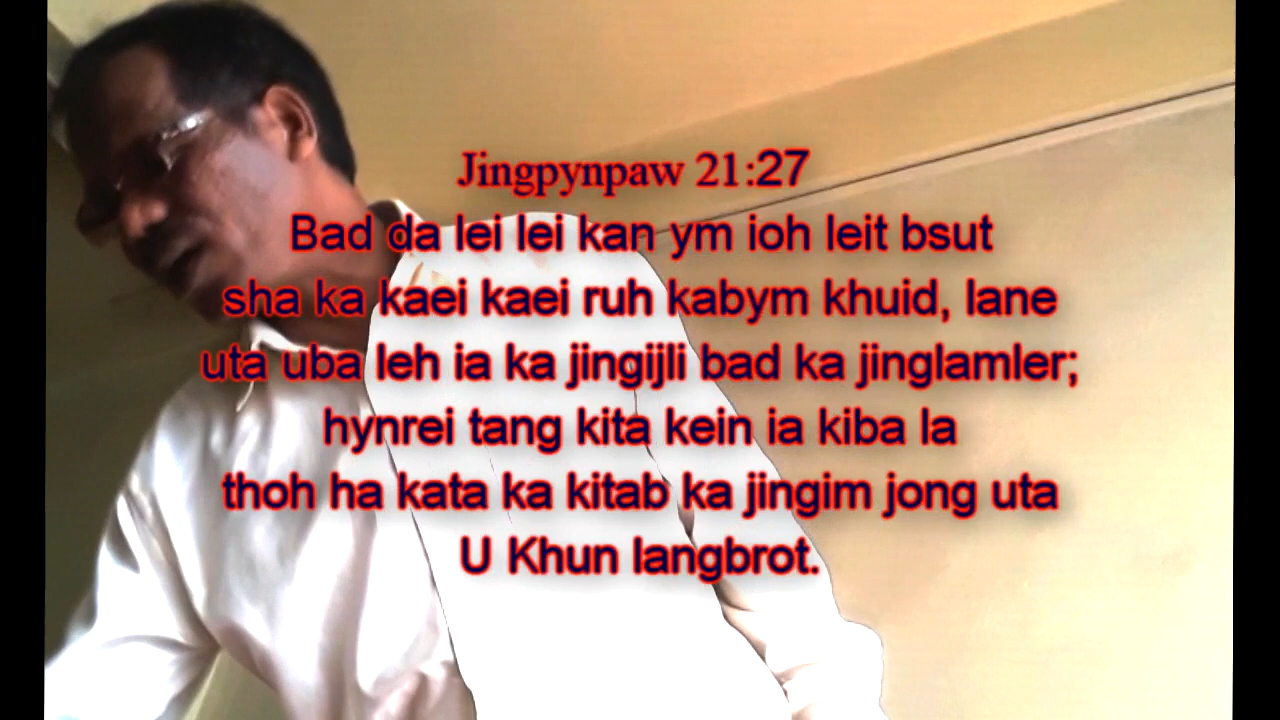 Jingpynpaw 21:27
Bad da lei lei kan ym ioh leit bsut
sha ka kaei kaei ruh kabym khuid, lane
uta uba leh ia ka jingijli bad ka jinglamler;
hynrei tang kita kein ia kiba la
thoh ha kata ka kitab ka jingim jong uta
U Khun langbrot.